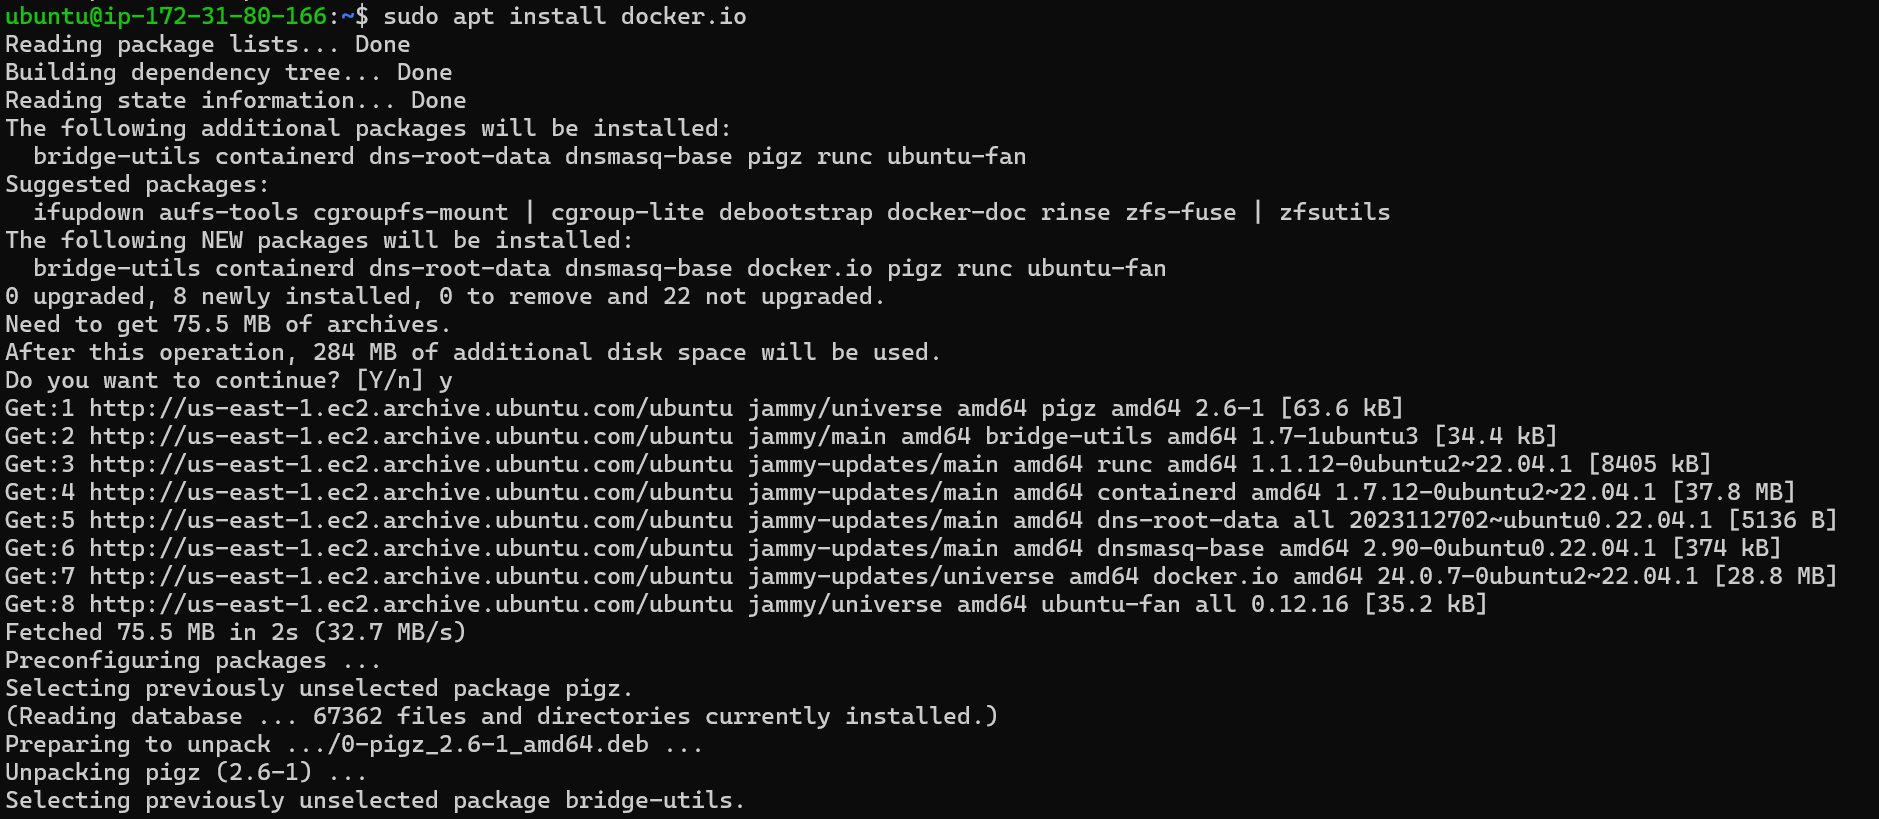 ubuntu@ip-172-31-80-166:~$ sudo apt install docker.io
Reading package lists... Done
Building dependency tree... Done
Reading state information... Done
The following additional packages will be installed:
  bridge-utils containerd dns-root-data dnsmasq-base pigz runc ubuntu-fan
Suggested packages:
  ifupdown aufs-tools cgroupfs-mount | cgroup-lite debootstrap docker-doc rinse zfs-fuse | zfsutils
The following NEW packages will be installed:
  bridge-utils containerd dns-root-data dnsmasq-base docker.io pigz runc ubuntu-fan
0 upgraded, 8 newly installed, 0 to remove and 22 not upgraded.
Need to get 75.5 MB of archives.
After this operation, 284 MB of additional disk space will be used.
Do you want to continue? [Y/n] y
Get:1 http://us-east-1.ec2.archive.ubuntu.com/ubuntu jammy/universe amd64 pigz amd64 2.6-1 [63.6 kB]
Get:2 http://us-east-1.ec2.archive.ubuntu.com/ubuntu jammy/main amd64 bridge-utils amd64 1.7-1ubuntu3 [34.4 kB]
Get:3 http://us-east-1.ec2.archive.ubuntu.com/ubuntu jammy-updates/main amd64 runc amd64 1.1.12-0ubuntu2~22.04.1 [8405 kB]
Get:4 http://us-east-1.ec2.archive.ubuntu.com/ubuntu jammy-updates/main amd64 containerd amd64 1.7.12-0ubuntu2~22.04.1 [37.8 MB]
Get:5 http://us-east-1.ec2.archive.ubuntu.com/ubuntu jammy-updates/main amd64 dns-root-data all 2023112702~ubuntu0.22.04.1 [5136 B]
Get:6 http://us-east-1.ec2.archive.ubuntu.com/ubuntu jammy-updates/main amd64 dnsmasq-base amd64 2.90-0ubuntu0.22.04.1 [374 kB]
Get:7 http://us-east-1.ec2.archive.ubuntu.com/ubuntu jammy-updates/universe amd64 docker.io amd64 24.0.7-0ubuntu2~22.04.1 [28.8 MB]
Get:8 http://us-east-1.ec2.archive.ubuntu.com/ubuntu jammy/universe amd64 ubuntu-fan all 0.12.16 [35.2 kB]
Fetched 75.5 MB in 2s (32.7 MB/s)
Preconfiguring packages ...
Selecting previously unselected package pigz.
(Reading database ... 67362 files and directories currently installed.)
Preparing to unpack .../0-pigz_2.6-1_amd64.deb ...
Unpacking pigz (2.6-1) ...
Selecting previously unselected package bridge-utils.